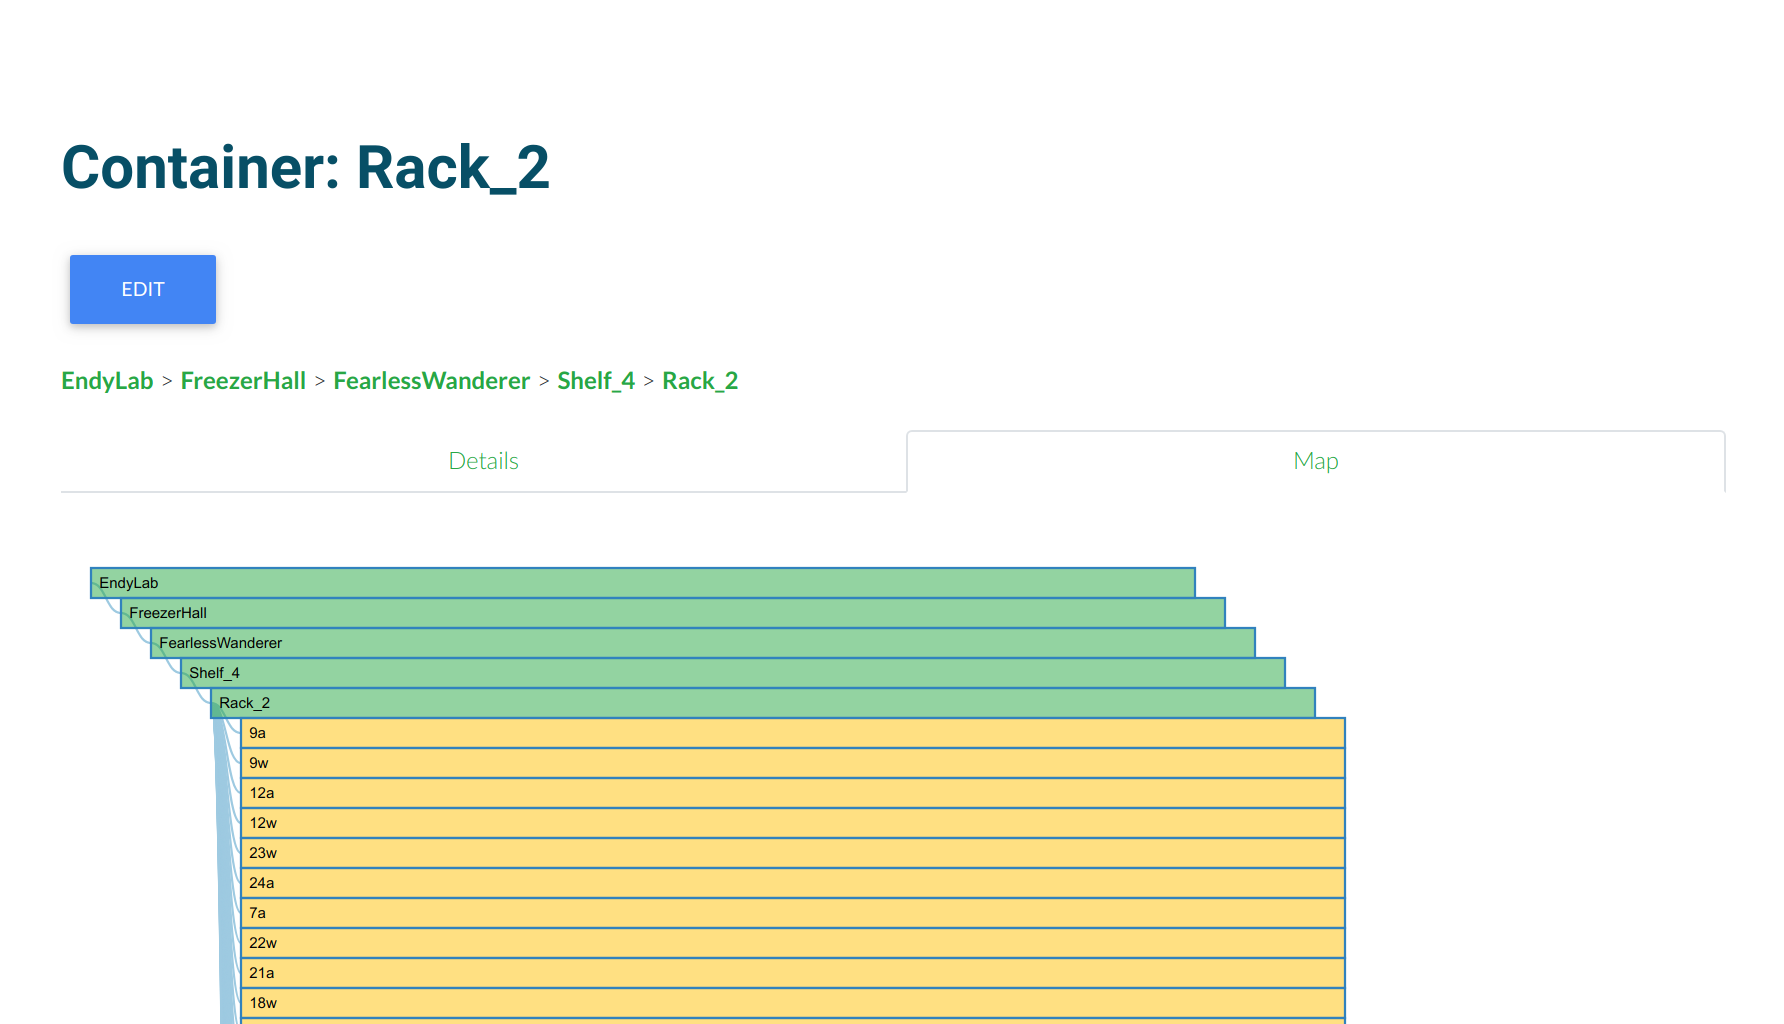 Container: Rack_2
EDIT
EndyLab > FreezerHall > FearlessWanderer > Shelf_4 > Rack_2
Details Map
EndyLab
FreezerHall
FearlessWanderer
Shelf_4
Rack_2
9a
9w
12a
12w
23w
24a
7a
22w
21a
18w